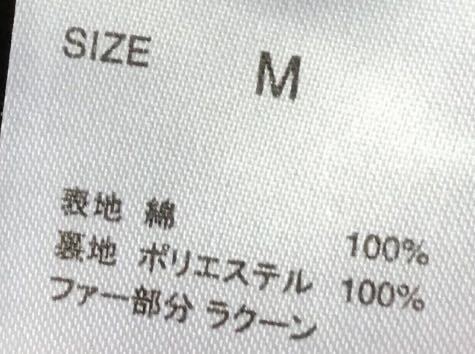 SIZE M
表地 綿 100%
裏地 ポリエステル 100%
ファー部分 ラクーン